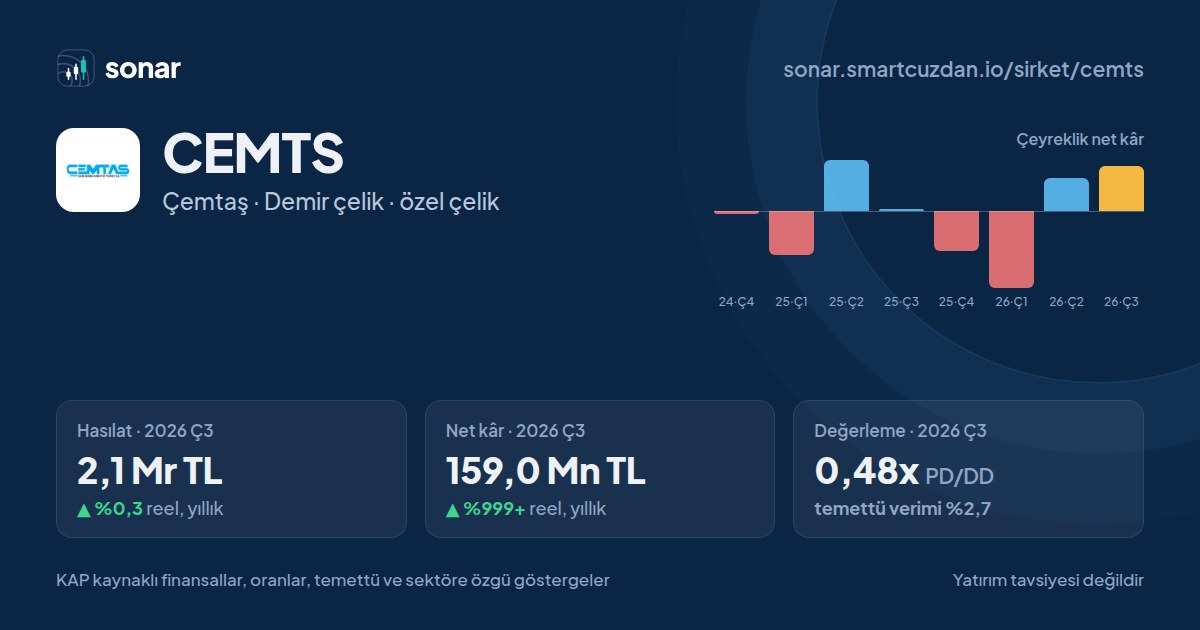 sonar
sonar.smartcuzdan.io/sirket/cemts
CEMTAS
CEMTS
Çemtaş · Demir çelik · özel çelik
Çeyreklik net kâr
24·Ç4 25·Ç1 25·Ç2 25·Ç3 25·Ç4 26·Ç1 26·Ç2 26·Ç3
Hasılat · 2026 Ç3
2,1 Mr TL
▲ %0,3 reel, yıllık
Net kâr · 2026 Ç3
159,0 Mn TL
▲ %999+ reel, yıllık
Değerleme · 2026 Ç3
0,48x PD/DD
temettü verimi %2,7
KAP kaynaklı finansallar, oranlar, temettü ve sektöre özgü göstergeler
Yatırım tavsiyesi değildir